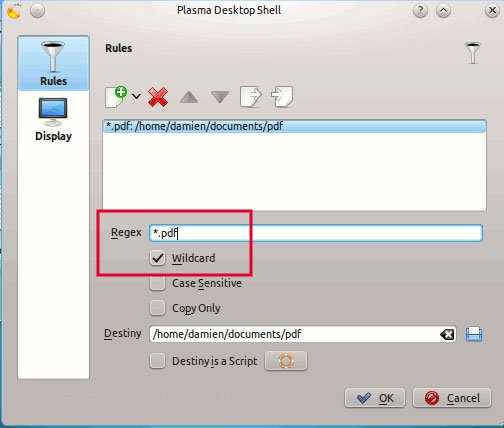 Plasma Desktop Shell
Rules
Display
Rules
*.pdf: /home/damien/documents/pdf
Regex *.pdf
Wildcard
Case Sensitive
Copy Only
Destiny /home/damien/documents/pdf
Destiny is a Script
OK Cancel